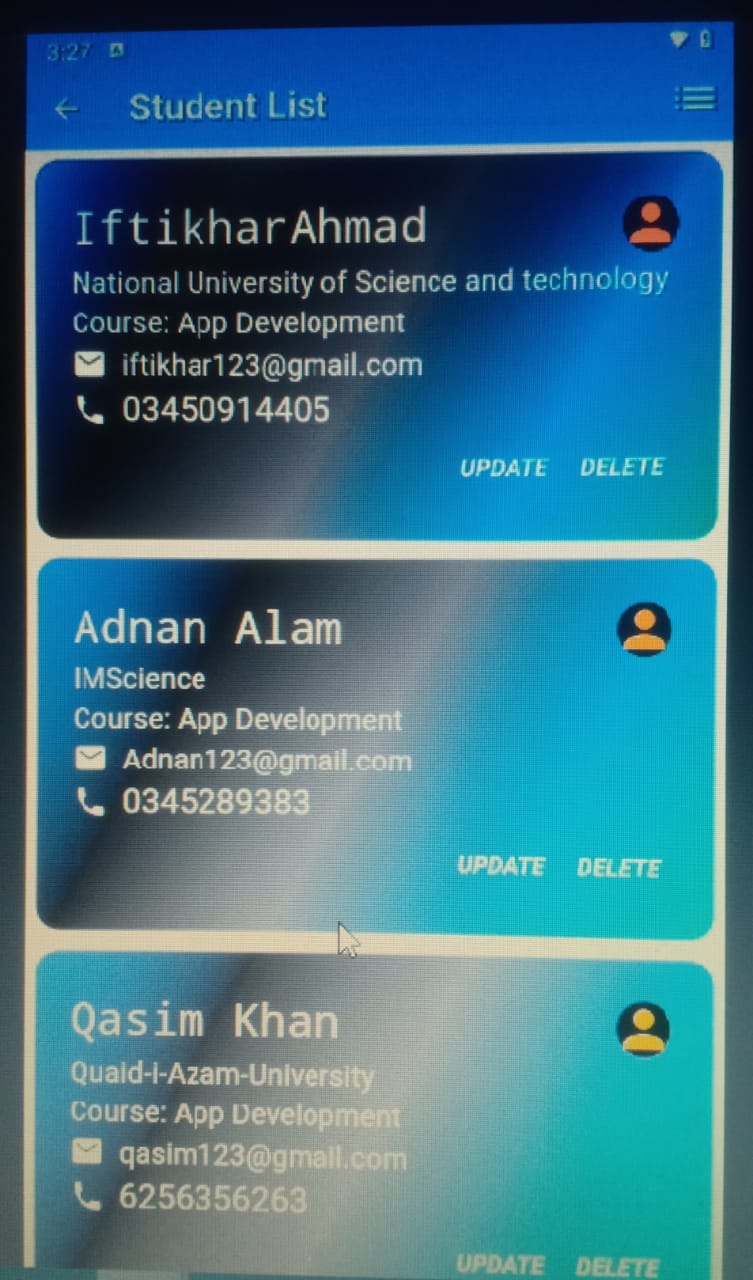 3:27 A
Student List
IftikharAhmad
National University of Science and technology
Course: App Development
iftikhar123@gmail.com
03450914405
UPDATE DELETE
Adnan Alam
IMScience
Course: App Development
Adnan123@gmail.com
0345289383
UPDATE DELETE
Qasim Khan
Quaid-i-Azam-University
Course: App Development
qasim123@gmail.com
6256356263
UPDATE DELETE